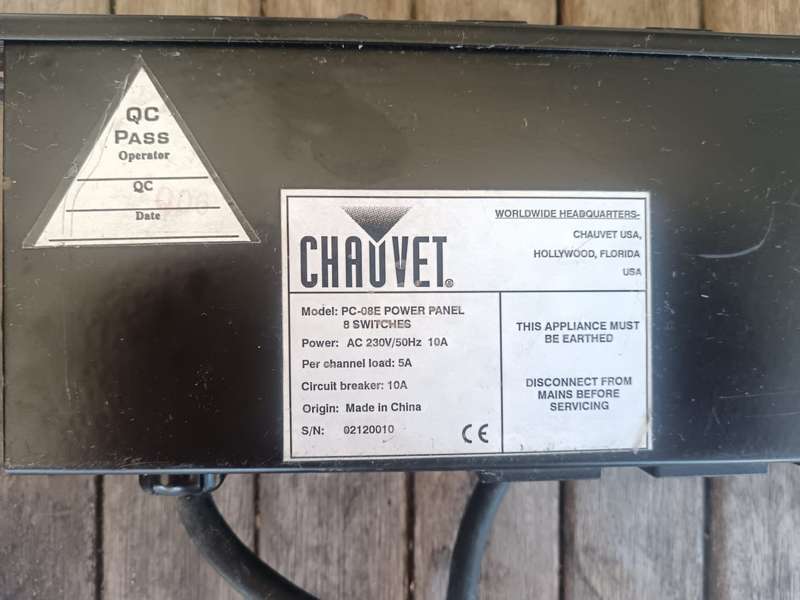 QC
PASS
Operator
QC
006
Date
CHAUVET®
WORLDWIDE HEADQUARTERS-
CHAUVET USA,
HOLLYWOOD, FLORIDA
USA
Model: PC-08E POWER PANEL
8 SWITCHES
Power: AC 230V/50Hz 10A
Per channel load: 5A
Circuit breaker: 10A
Origin: Made in China
S/N: 02120010
CE
THIS APPLIANCE MUST
BE EARTHED
DISCONNECT FROM
MAINS BEFORE
SERVICING